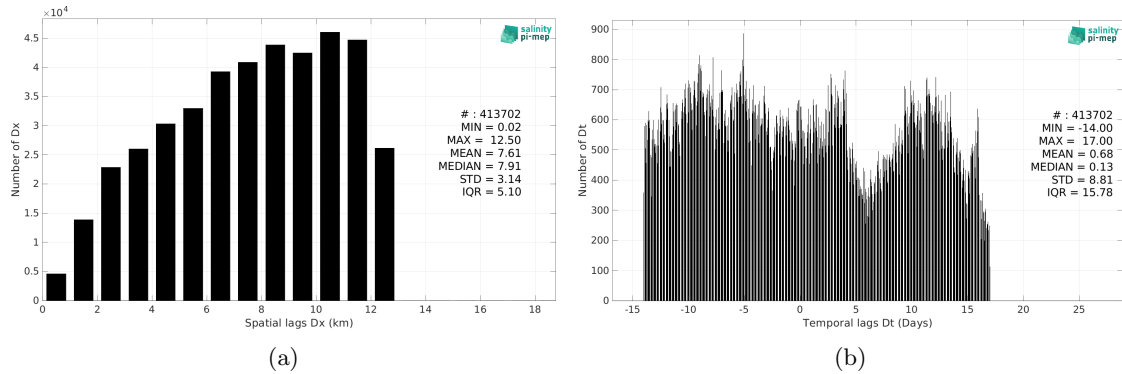 ×10⁴
4.5
4
3.5
3
2.5
2
1.5
1
0.5
0
Number of Dx
0 2 4 6 8 10 12 14 16 18
Spatial lags Dx (km)
salinity
pi-mep
# : 413702
MIN = 0.02
MAX = 12.50
MEAN = 7.61
MEDIAN = 7.91
STD = 3.14
IQR = 5.10
(a)
900
800
700
600
500
400
300
200
100
0
Number of Dt
-15 -10 -5 0 5 10 15 20 25
Temporal lags Dt (Days)
salinity
pi-mep
# : 413702
MIN = -14.00
MAX = 17.00
MEAN = 0.68
MEDIAN = 0.13
STD = 8.81
IQR = 15.78
(b)